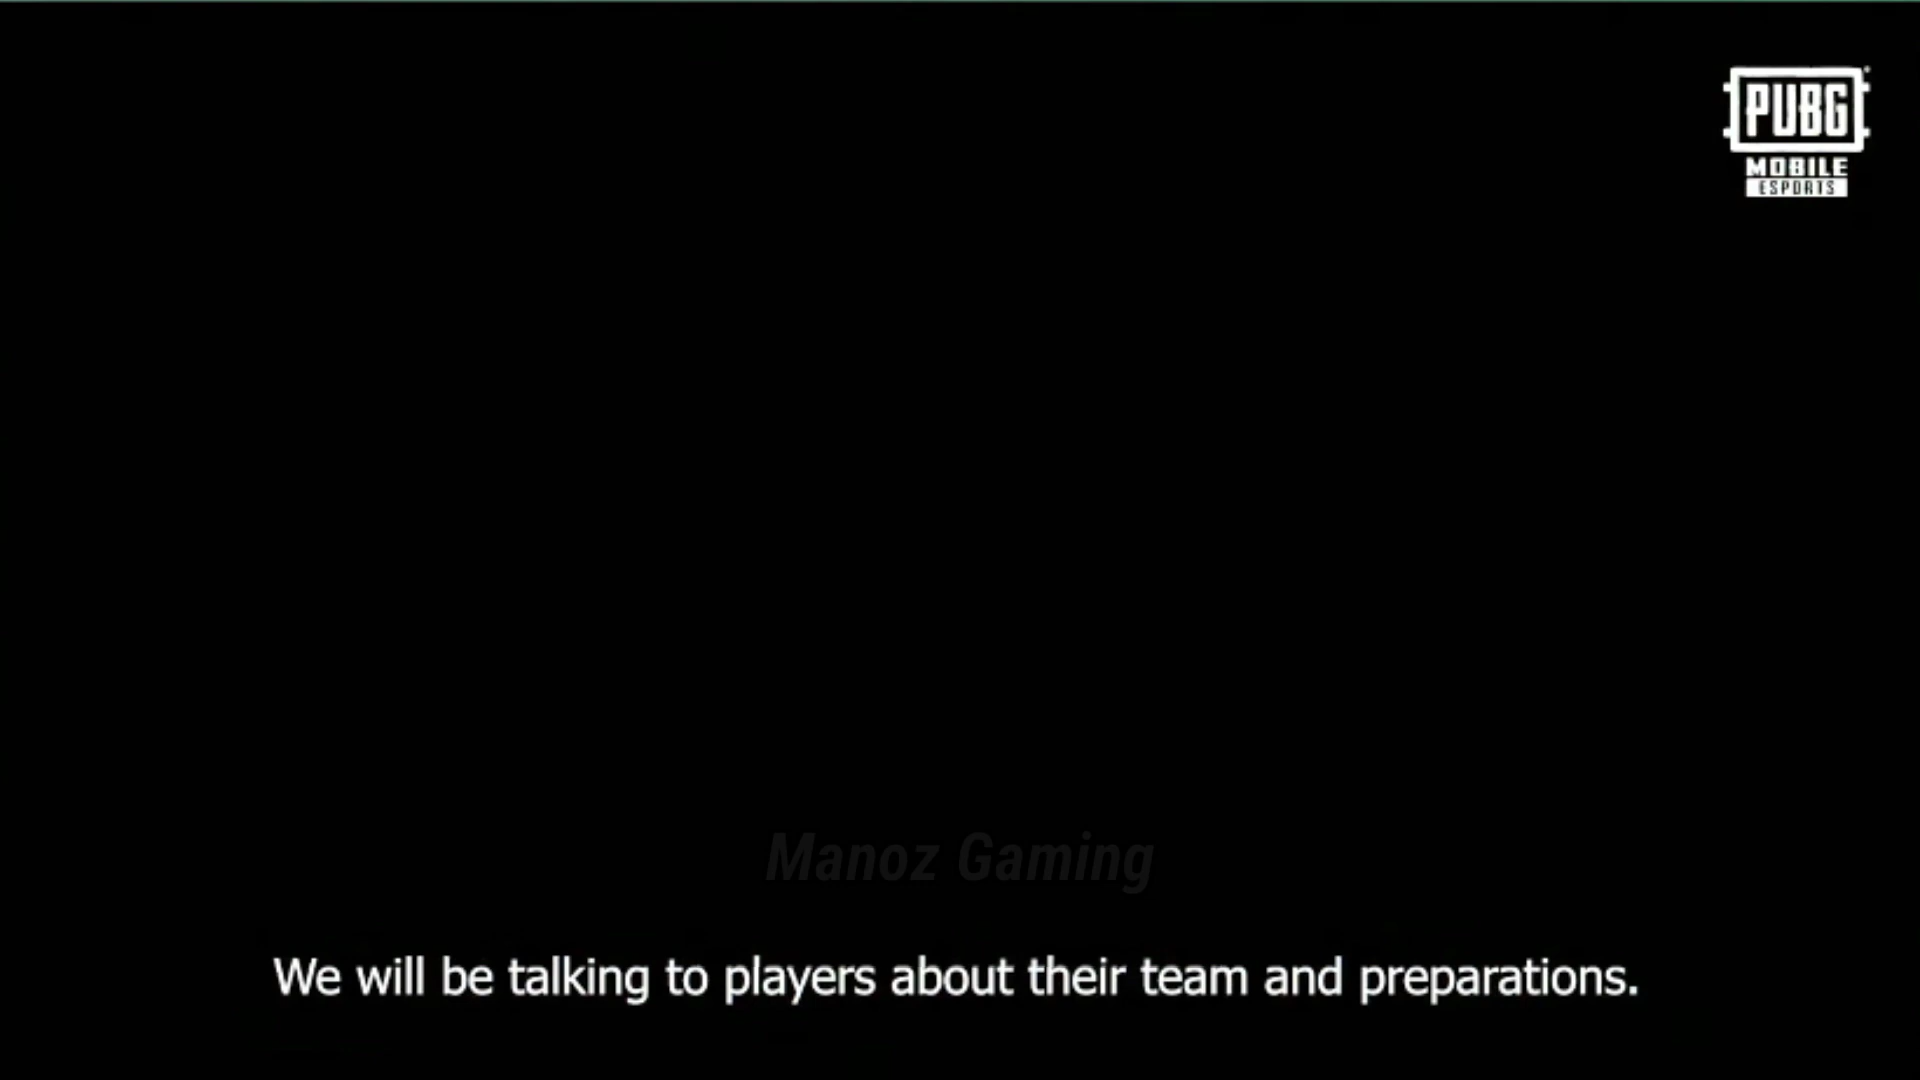 PUBG
MOBILE
ESPORTS
Manoz Gaming
We will be talking to players about their team and preparations.